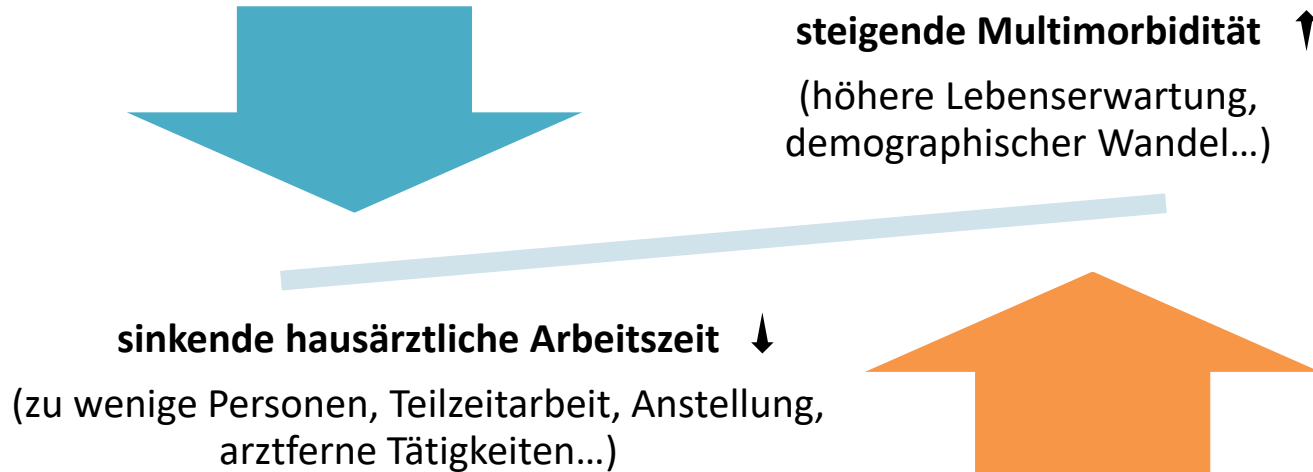 steigende Multimorbidität
(höhere Lebenserwartung,
demographischer Wandel…)
sinkende hausärztliche Arbeitszeit
(zu wenige Personen, Teilzeitarbeit, Anstellung,
arztferne Tätigkeiten…)